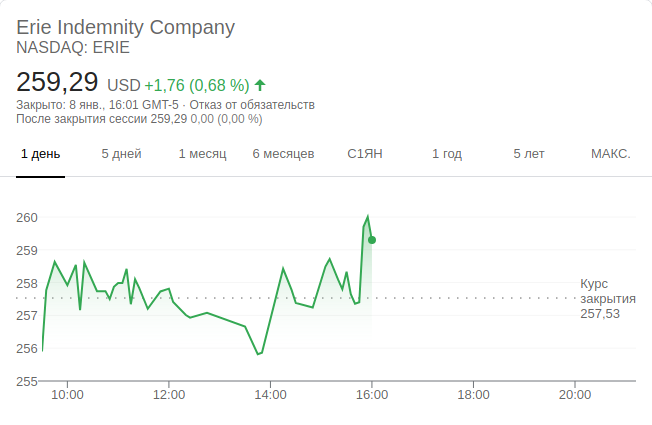 Erie Indemnity Company
NASDAQ: ERIE
259,29 USD +1,76 (0,68 %)
Закрыто: 8 янв., 16:01 GMT-5 · Отказ от обязательств
После закрытия сессии 259,29 0,00 (0,00 %)
1 день 5 дней 1 месяц 6 месяцев С1ЯН 1 год 5 лет МАКС.
260
259
258
257
256
255
Курс
закрытия
257,53
10:00 12:00 14:00 16:00 18:00 20:00